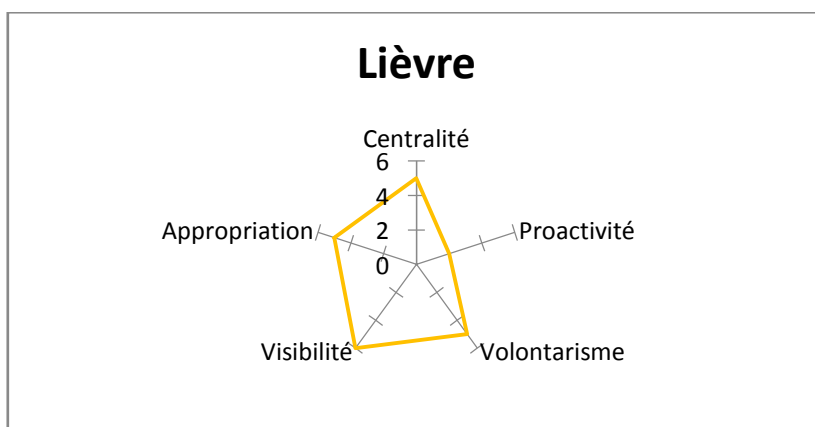 Lièvre
Centralité
6
4
2
0
Proactivité
Volontarisme
Visibilité
Appropriation